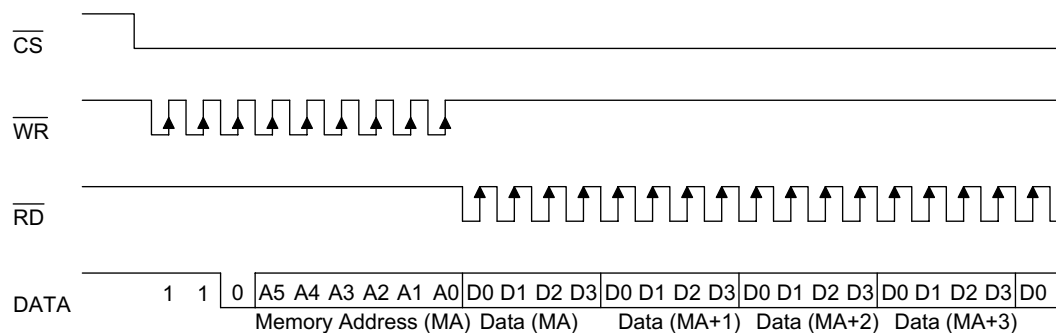 CS
WR
RD
DATA
1 1 0 A5 A4 A3 A2 A1 A0 D0 D1 D2 D3 D0 D1 D2 D3 D0 D1 D2 D3 D0 D1 D2 D3 D0
Memory Address (MA) Data (MA) Data (MA+1) Data (MA+2) Data (MA+3)